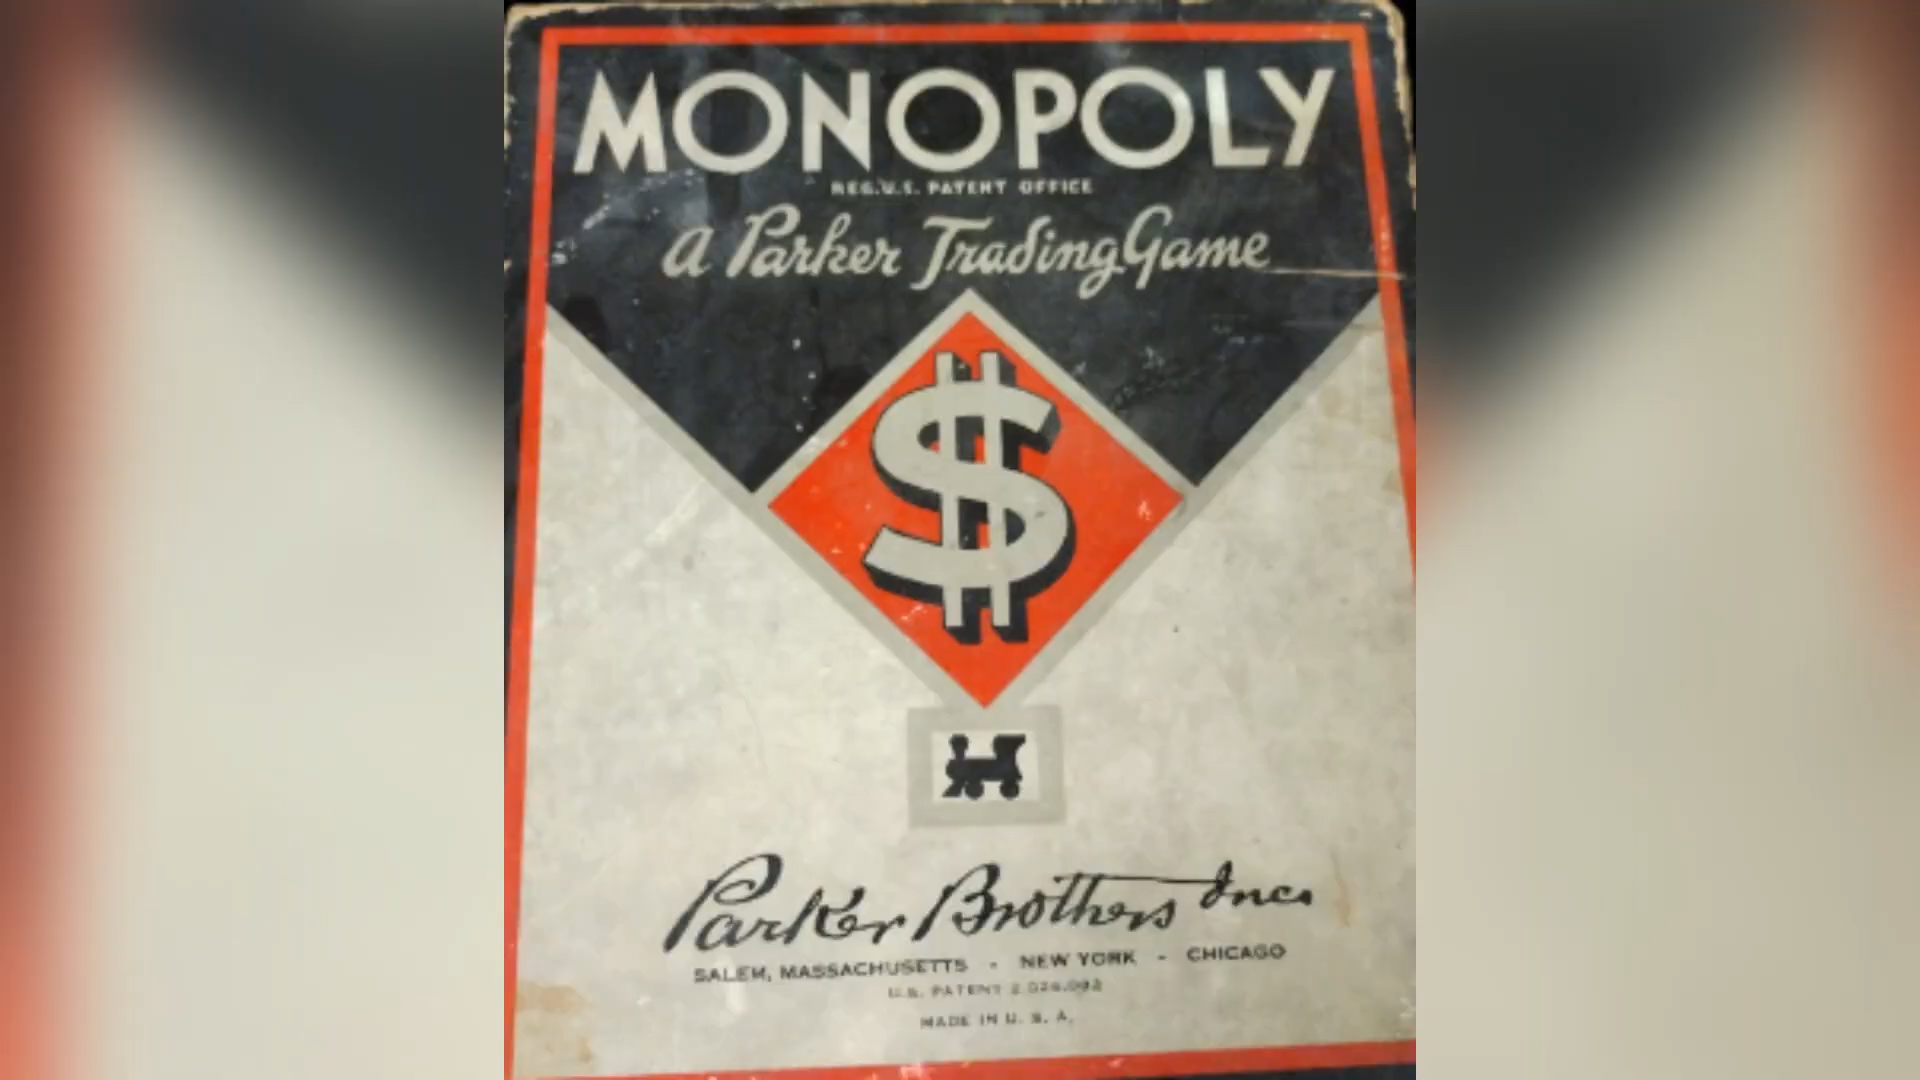 MONOPOLY
REG. U.S. PATENT OFFICE
a Parker Trading Game
$
Parker Brothers Inc.
SALEM, MASSACHUSETTS - NEW YORK - CHICAGO
U.S. PATENT 2,026,082
MADE IN U. S. A.